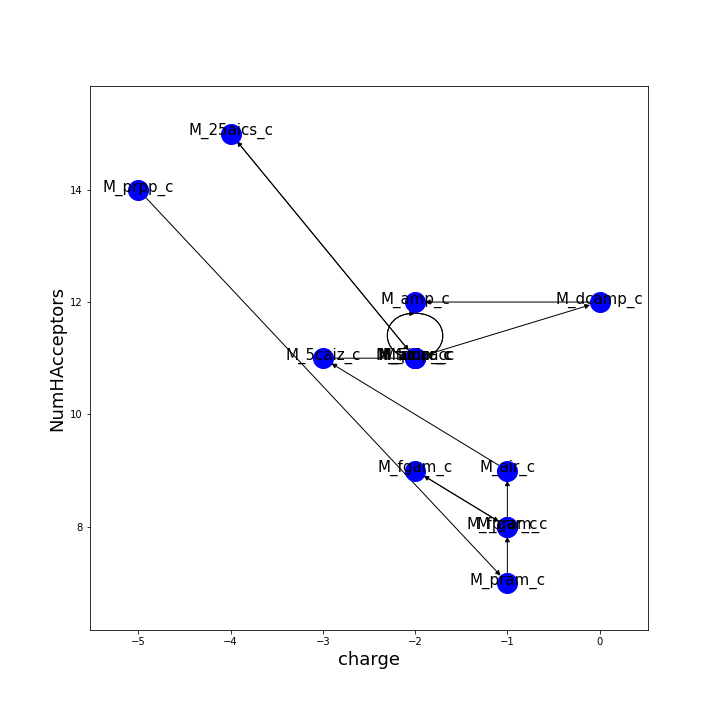 M_25aics_c
M_prpp_c
14
M_amp_c
M_dcamp_c
12
M_5caiz_c
NumHAcceptors
10
M_fgam_c
M_air_c
8
M_pram_c
−5
−4
−3
−2
−1
0
charge